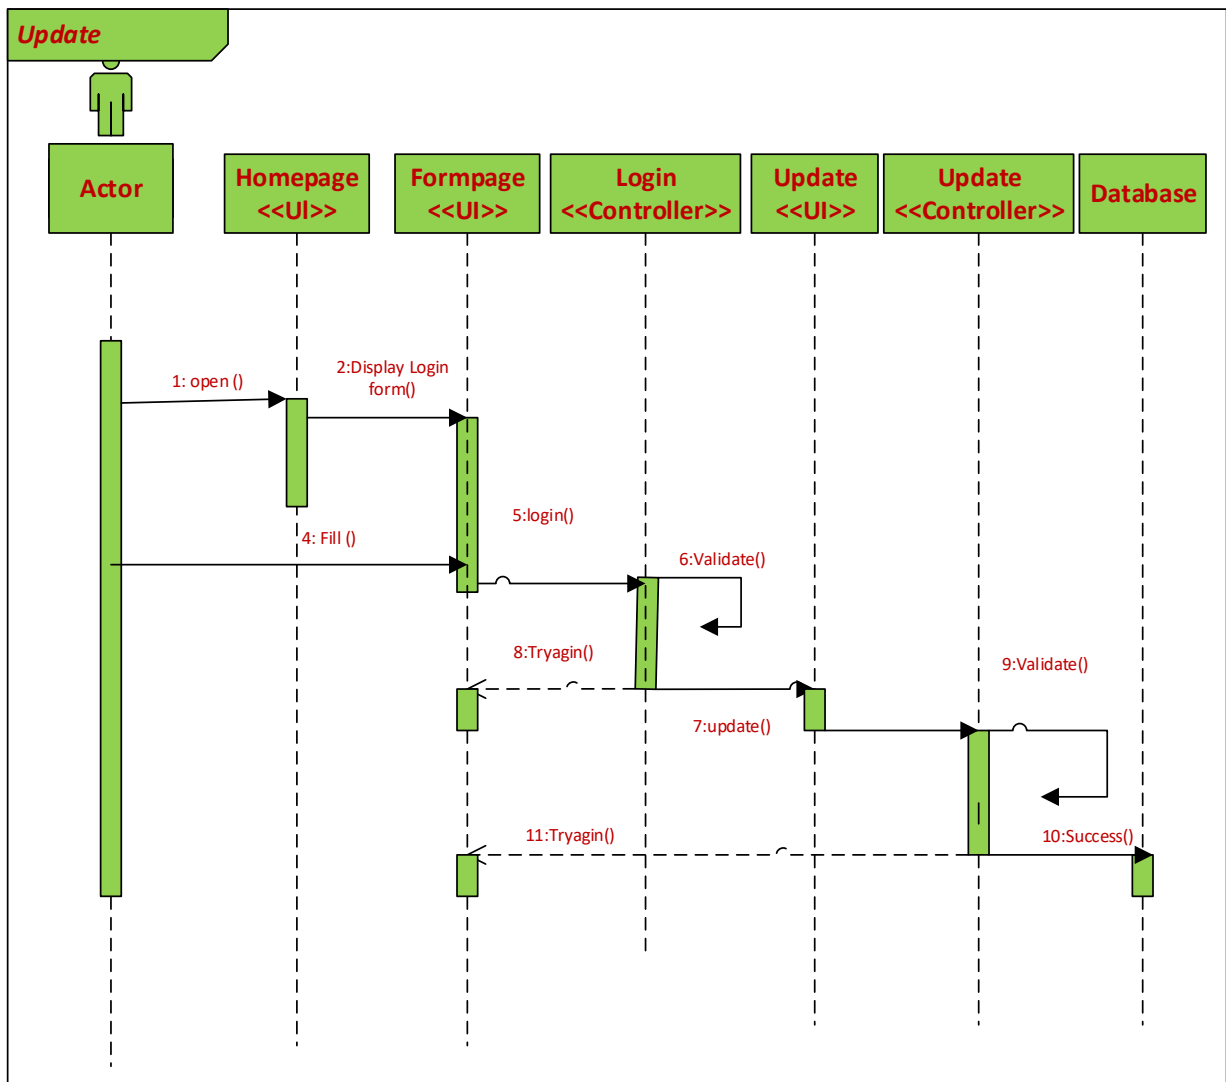 Update
Actor
Homepage
<<Ul>>
Formpage
<<UI>>
Login
<<Controller>>
Update
<<UI>>
Update
<<Controller>>
Database
1: open ()
2:Display Login
form()
4: Fill ()
5:login()
6:Validate()
8:Tryagin()
7:update()
9:Validate()
11:Tryagin()
10:Success()